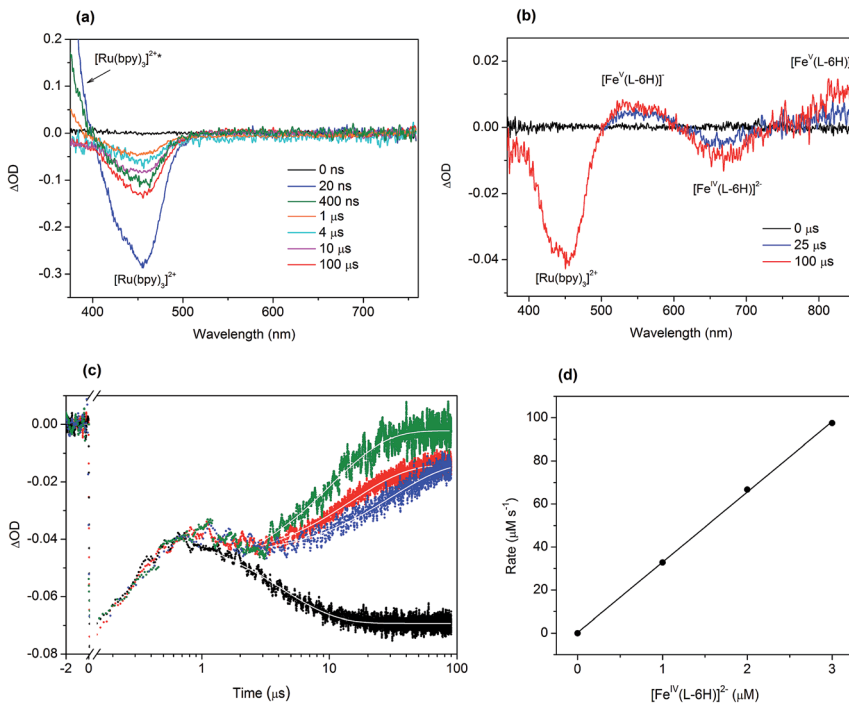 (a)
0.2
0.1
0.0
-0.1
-0.2
-0.3
ΔOD
[Ru(bpy)₃]²⁺*
[Ru(bpy)₃]²⁺
0 ns
20 ns
400 ns
1 μs
4 μs
10 μs
100 μs
400 500 600 700
Wavelength (nm)
(b)
0.02
0.00
-0.02
-0.04
ΔOD
[Feⱽ(L-6H)]⁻
[Feⱽ(L-6H)]
[Feᴵⱽ(L-6H)]²⁻
[Ru(bpy)₃]²⁺
0 μs
25 μs
100 μs
400 500 600 700 800
Wavelength (nm)
(c)
0.00
-0.02
-0.04
-0.06
-0.08
ΔOD
-2 0 1 10 100
Time (μs)
(d)
100
80
60
40
20
0
Rate (μM s⁻¹)
0 1 2 3
[Feᴵⱽ(L-6H)]²⁻ (μM)